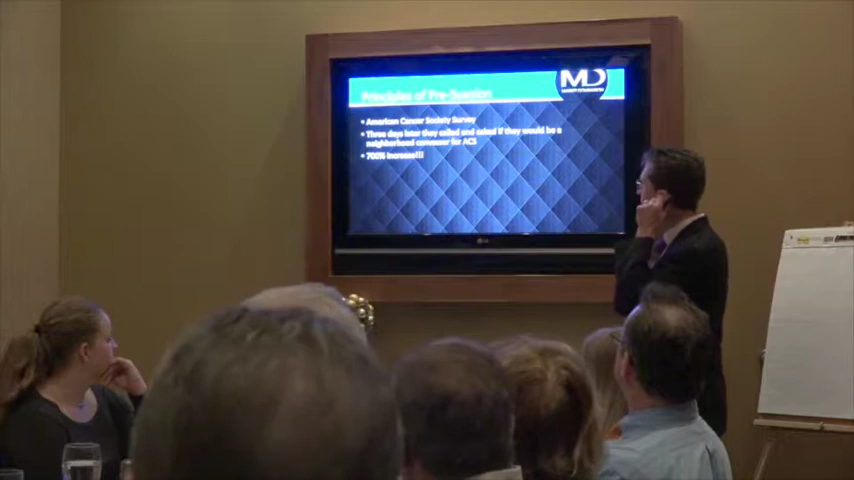 MD
Principles of Pre-Suasion
• American Cancer Society Survey
• Three days later they called and asked if they would be a
neighborhood canvasser for ACS
• 700% Increase!!!